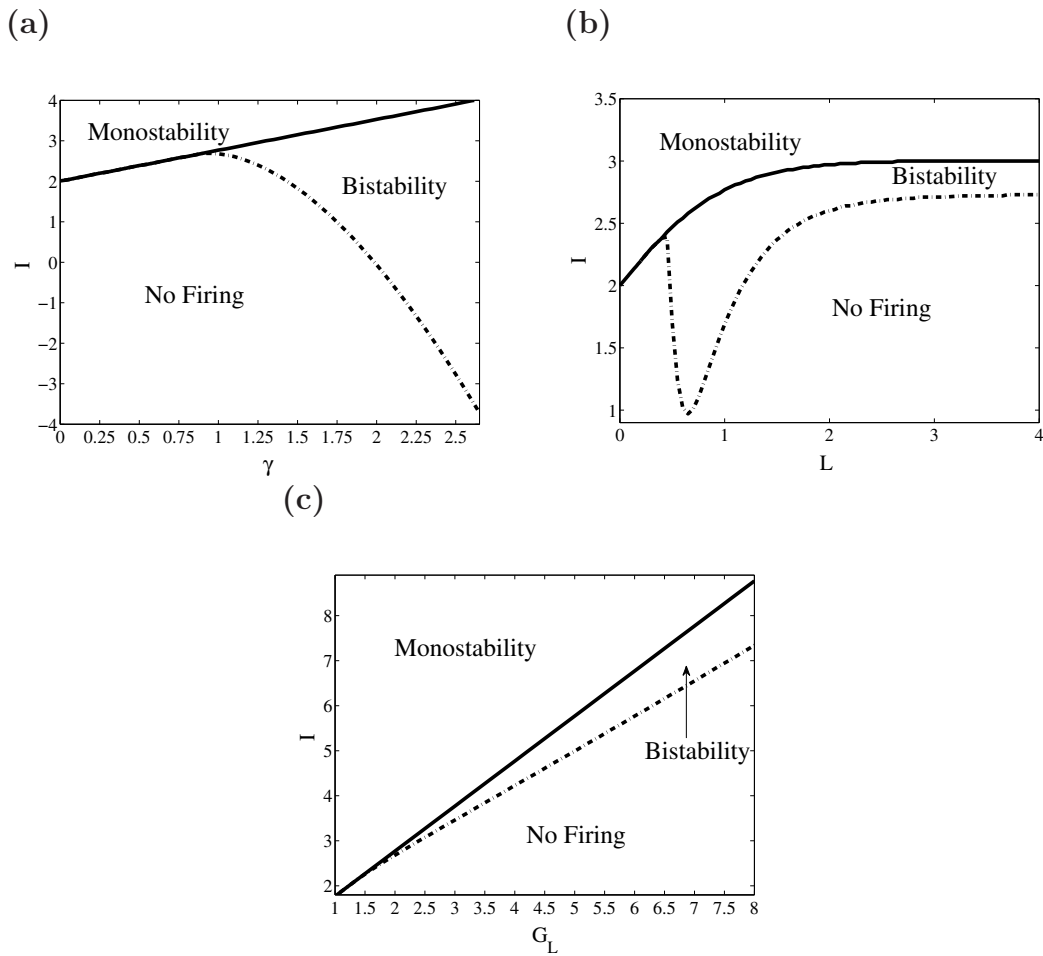 (a)
4
3
2
1
0
−1
−2
−3
−4
I
Monostability
Bistability
No Firing
0 0.25 0.5 0.75 1 1.25 1.5 1.75 2 2.25 2.5
γ
(b)
3.5
3
2.5
2
1.5
1
I
Monostability
Bistability
No Firing
0 1 2 3 4
L
(c)
8
7
6
5
4
3
2
I
Monostability
Bistability
No Firing
1 1.5 2 2.5 3 3.5 4 4.5 5 5.5 6 6.5 7 7.5 8
G_L